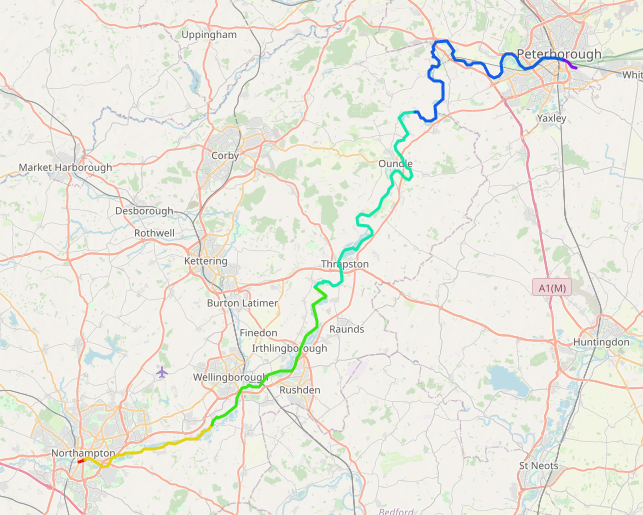 Uppingham
Peterborough
Whit
Yaxley
Corby
Market Harborough
Oundle
Desborough
Rothwell
Kettering
Thrapston
A1(M)
Burton Latimer
Raunds
Finedon
Huntingdon
Irthlingborough
Wellingborough
Rushden
Northampton
St Neots
Bedford